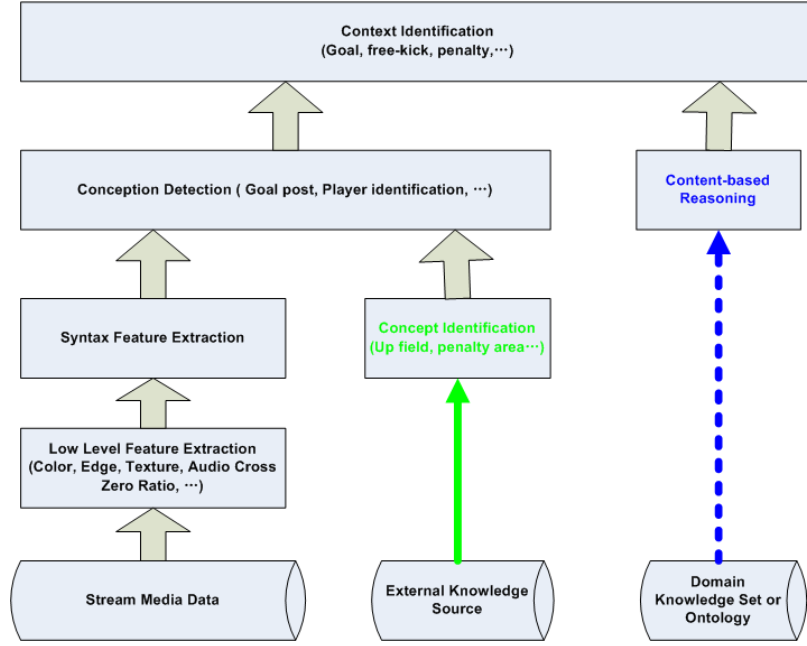 Context Identification
(Goal, free-kick, penalty,···)
Conception Detection ( Goal post, Player identification, ···)
Content-based
Reasoning
Syntax Feature Extraction
Concept Identification
(Up field, penalty area···)
Low Level Feature Extraction
(Color, Edge, Texture, Audio Cross
Zero Ratio, ···)
Stream Media Data
External Knowledge
Source
Domain
Knowledge Set or
Ontology